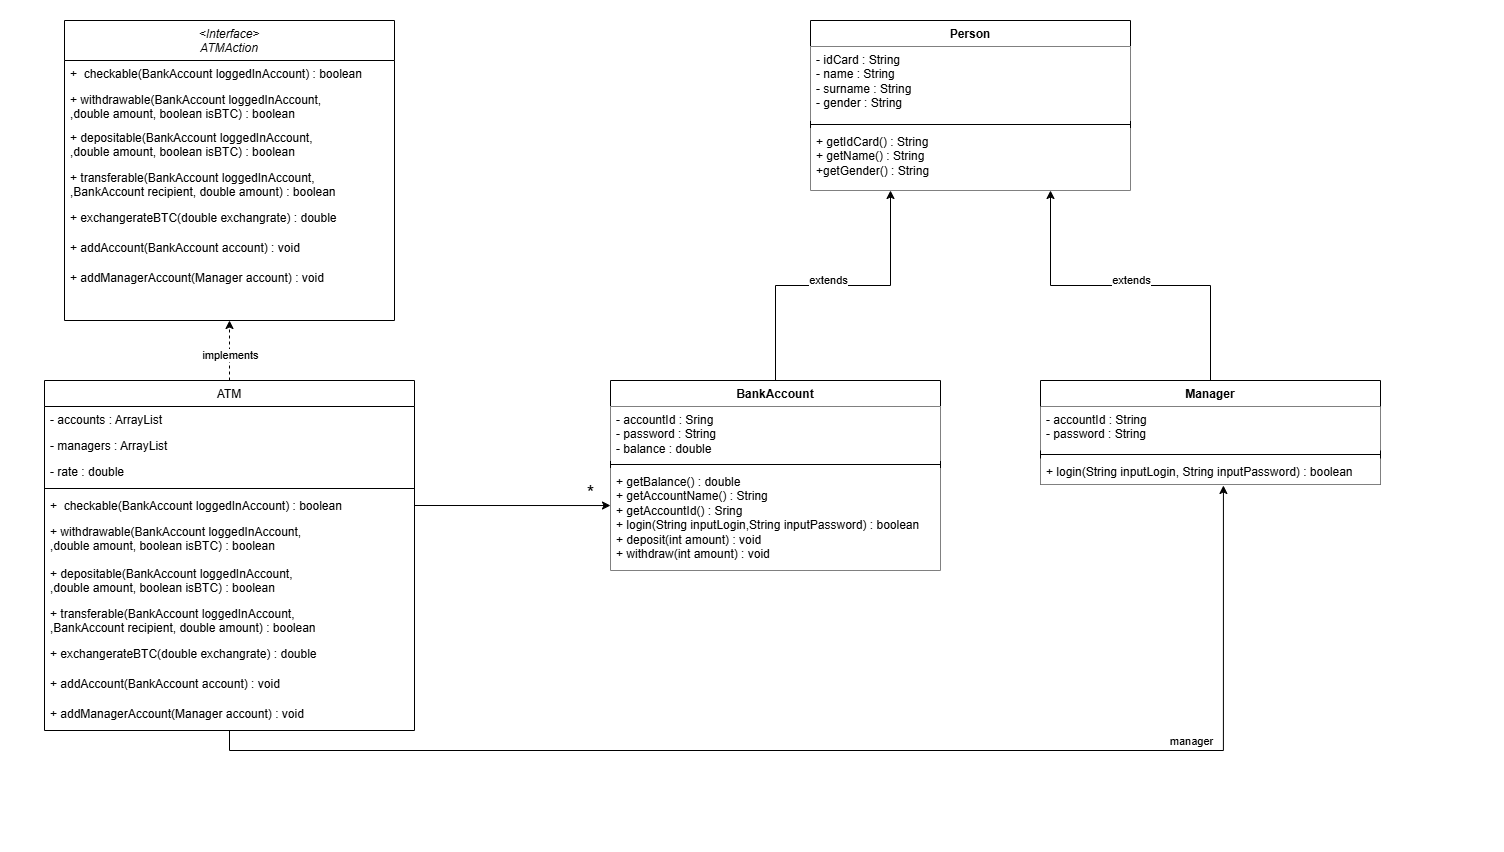 <Interface>
ATMAction
+  checkable(BankAccount loggedInAccount) : boolean
+ withdrawable(BankAccount loggedInAccount,
,double amount, boolean isBTC) : boolean
+ depositable(BankAccount loggedInAccount,
,double amount, boolean isBTC) : boolean
+ transferable(BankAccount loggedInAccount,
,BankAccount recipient, double amount) : boolean
+ exchangerateBTC(double exchangrate) : double
+ addAccount(BankAccount account) : void
+ addManagerAccount(Manager account) : void
Person
- idCard : String
- name : String
- surname : String
- gender : String
+ getIdCard() : String
+ getName() : String
+getGender() : String
extends
extends
implements
ATM
- accounts : ArrayList
- managers : ArrayList
- rate : double
+  checkable(BankAccount loggedInAccount) : boolean
+ withdrawable(BankAccount loggedInAccount,
,double amount, boolean isBTC) : boolean
+ depositable(BankAccount loggedInAccount,
,double amount, boolean isBTC) : boolean
+ transferable(BankAccount loggedInAccount,
,BankAccount recipient, double amount) : boolean
+ exchangerateBTC(double exchangrate) : double
+ addAccount(BankAccount account) : void
+ addManagerAccount(Manager account) : void
*
BankAccount
- accountId : Sring
- password : String
- balance : double
+ getBalance() : double
+ getAccountName() : String
+ getAccountId() : Sring
+ login(String inputLogin,String inputPassword) : boolean
+ deposit(int amount) : void
+ withdraw(int amount) : void
Manager
- accountId : String
- password : String
+ login(String inputLogin, String inputPassword) : boolean
manager